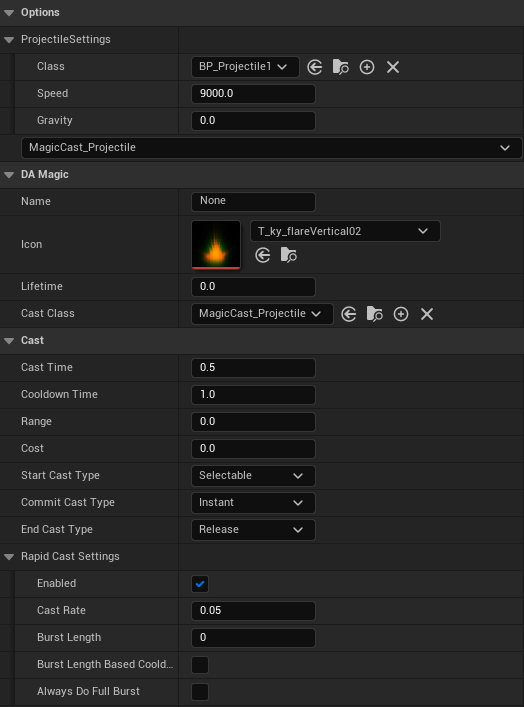 Options
ProjectileSettings
Class BP_Projectile1
Speed 9000.0
Gravity 0.0
MagicCast_Projectile
DA Magic
Name None
Icon T_ky_flareVertical02
Lifetime 0.0
Cast Class MagicCast_Projectile
Cast
Cast Time 0.5
Cooldown Time 1.0
Range 0.0
Cost 0.0
Start Cast Type Selectable
Commit Cast Type Instant
End Cast Type Release
Rapid Cast Settings
Enabled
Cast Rate 0.05
Burst Length 0
Burst Length Based Coold...
Always Do Full Burst